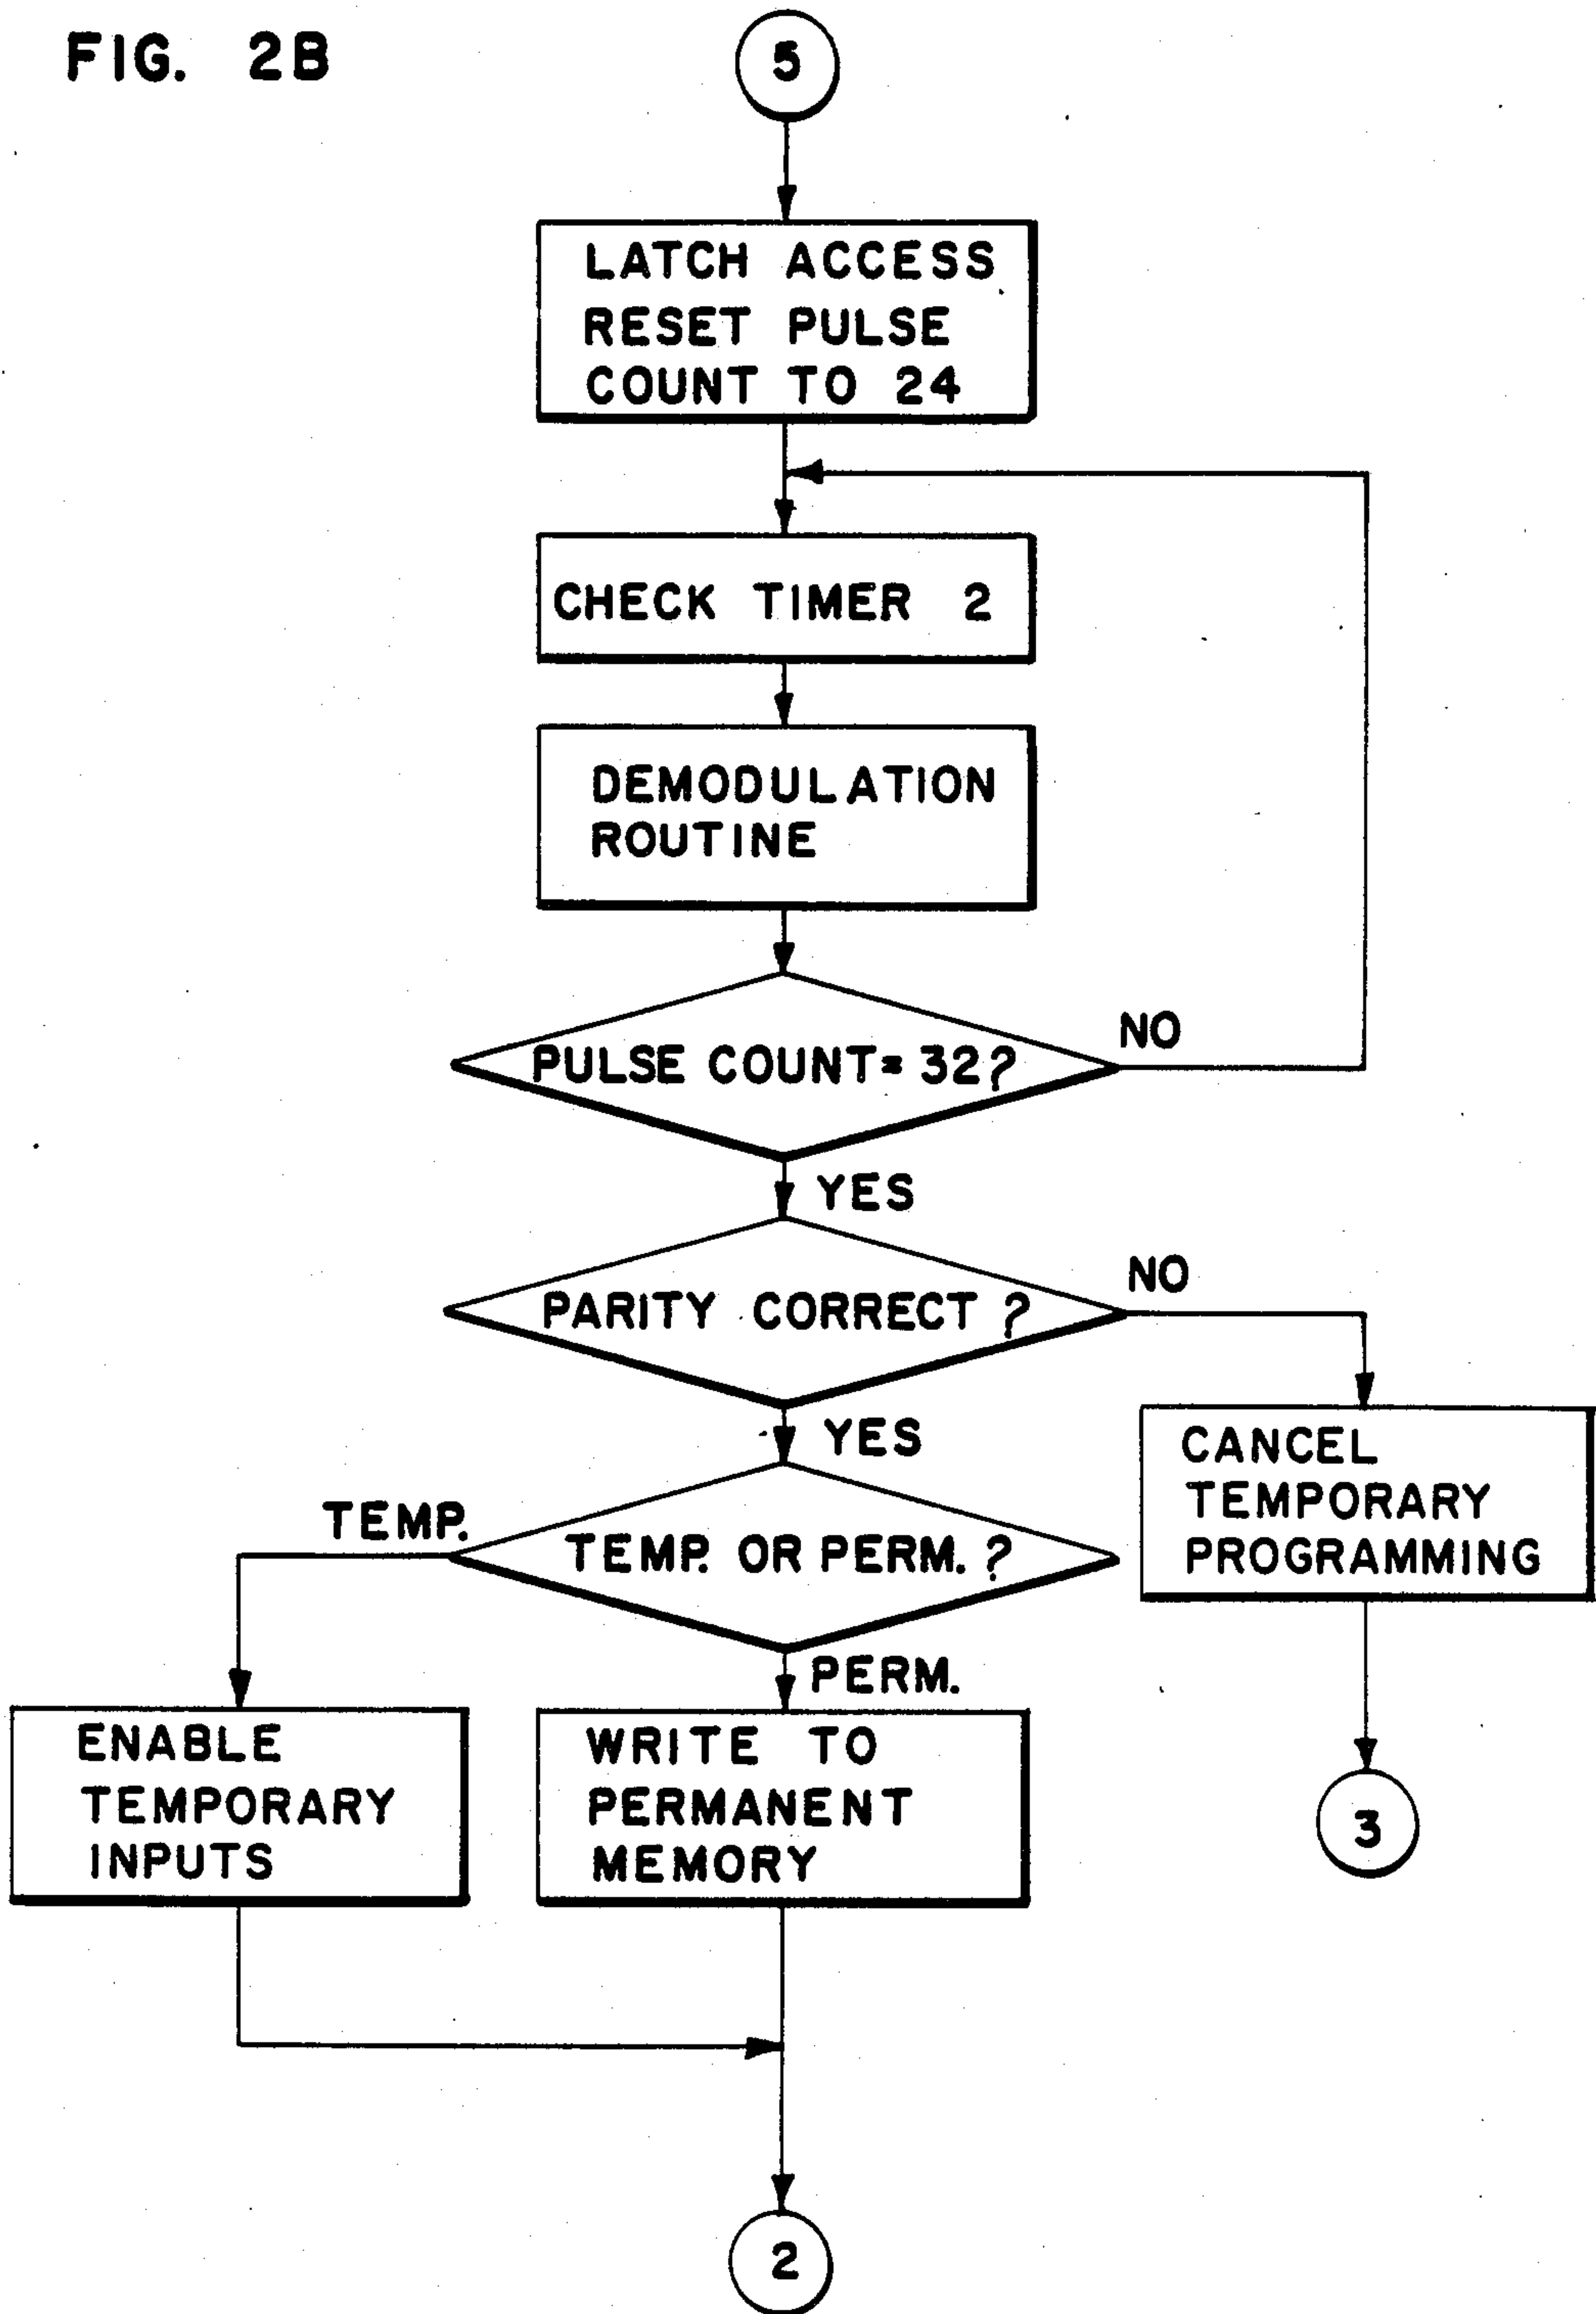 FIG. 2B
5
LATCH ACCESS
RESET PULSE
COUNT TO 24
CHECK TIMER 2
DEMODULATION
ROUTINE
PULSE COUNT = 32?
NO
YES
PARITY CORRECT ?
NO
YES
CANCEL
TEMPORARY
PROGRAMMING
TEMP.
TEMP. OR PERM. ?
PERM.
ENABLE
TEMPORARY
INPUTS
WRITE TO
PERMANENT
MEMORY
3
2